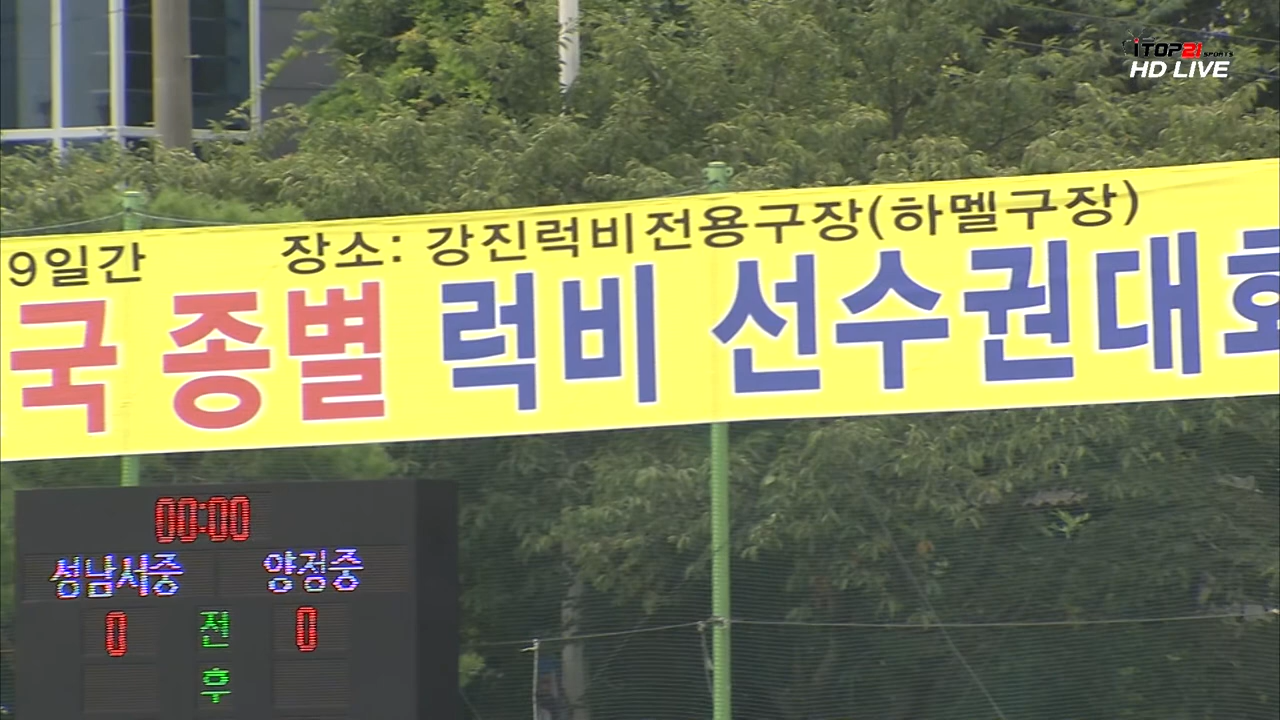 iTOP21 SPORTS
HD LIVE
9일간 장소: 강진럭비전용구장(하멜구장)
국 종별 럭비 선수권대회
00:00
성남서중 양정중
0 전 0
후